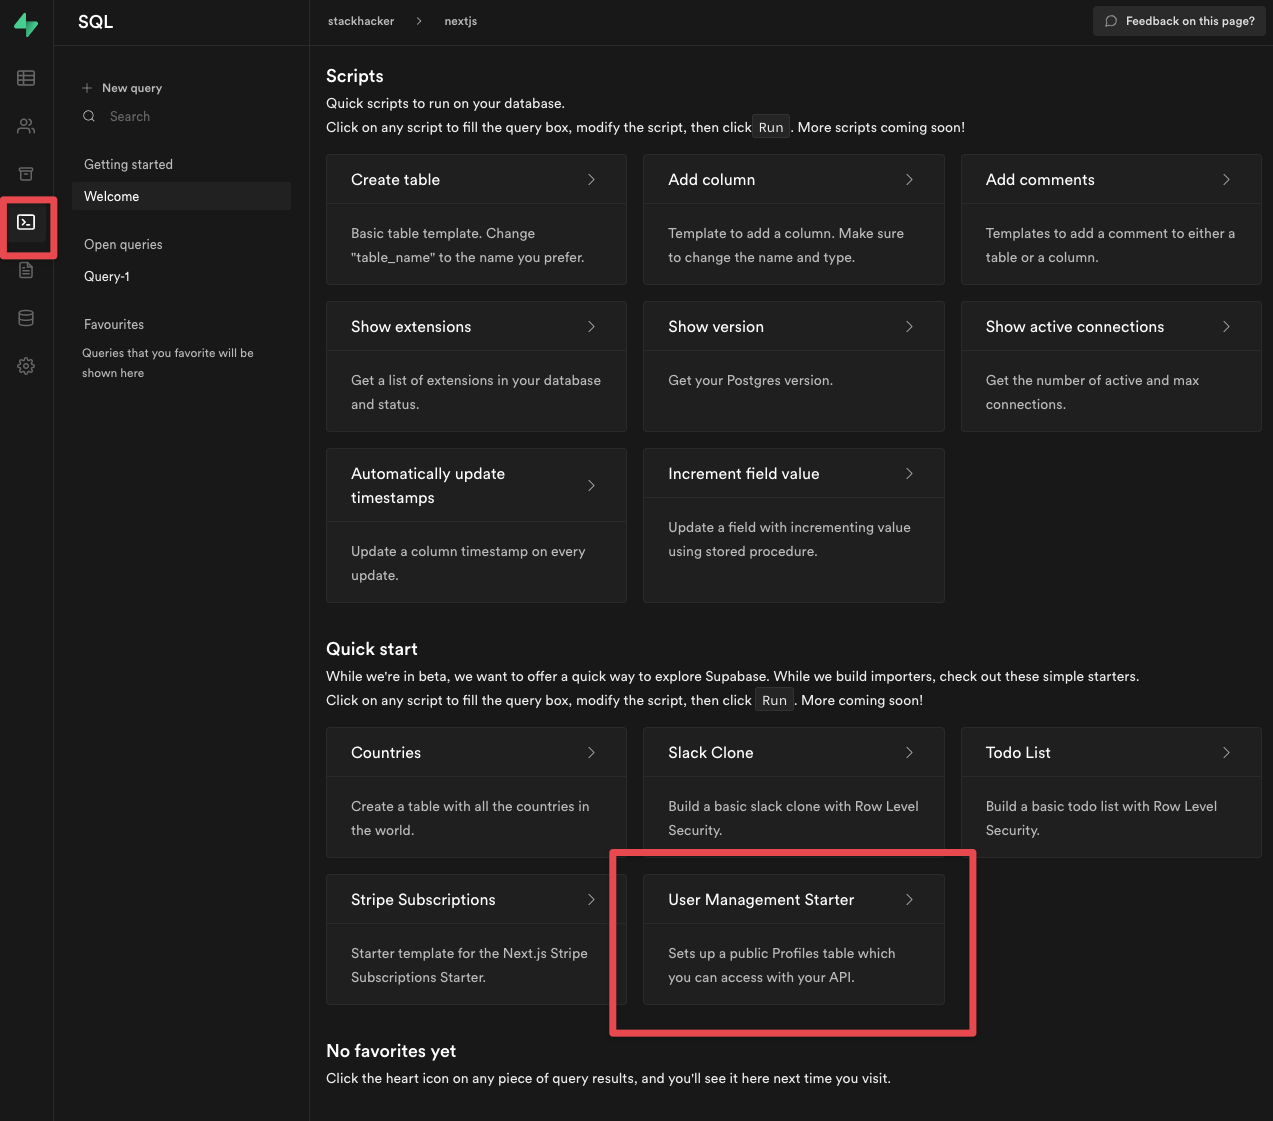 SQL
stackhacker > nextjs
Feedback on this page?
+ New query
Search
Getting started
Welcome
Open queries
Query-1
Favourites
Queries that you favorite will be
shown here
Scripts
Quick scripts to run on your database.
Click on any script to fill the query box, modify the script, then click Run . More scripts coming soon!
Create table
Basic table template. Change
"table_name" to the name you prefer.
Add column
Template to add a column. Make sure
to change the name and type.
Add comments
Templates to add a comment to either a
table or a column.
Show extensions
Get a list of extensions in your database
and status.
Show version
Get your Postgres version.
Show active connections
Get the number of active and max
connections.
Automatically update
timestamps
Update a column timestamp on every
update.
Increment field value
Update a field with incrementing value
using stored procedure.
Quick start
While we're in beta, we want to offer a quick way to explore Supabase. While we build importers, check out these simple starters.
Click on any script to fill the query box, modify the script, then click Run . More coming soon!
Countries
Create a table with all the countries in
the world.
Slack Clone
Build a basic slack clone with Row Level
Security.
Todo List
Build a basic todo list with Row Level
Security.
Stripe Subscriptions
Starter template for the Next.js Stripe
Subscriptions Starter.
User Management Starter
Sets up a public Profiles table which
you can access with your API.
No favorites yet
Click the heart icon on any piece of query results, and you'll see it here next time you visit.